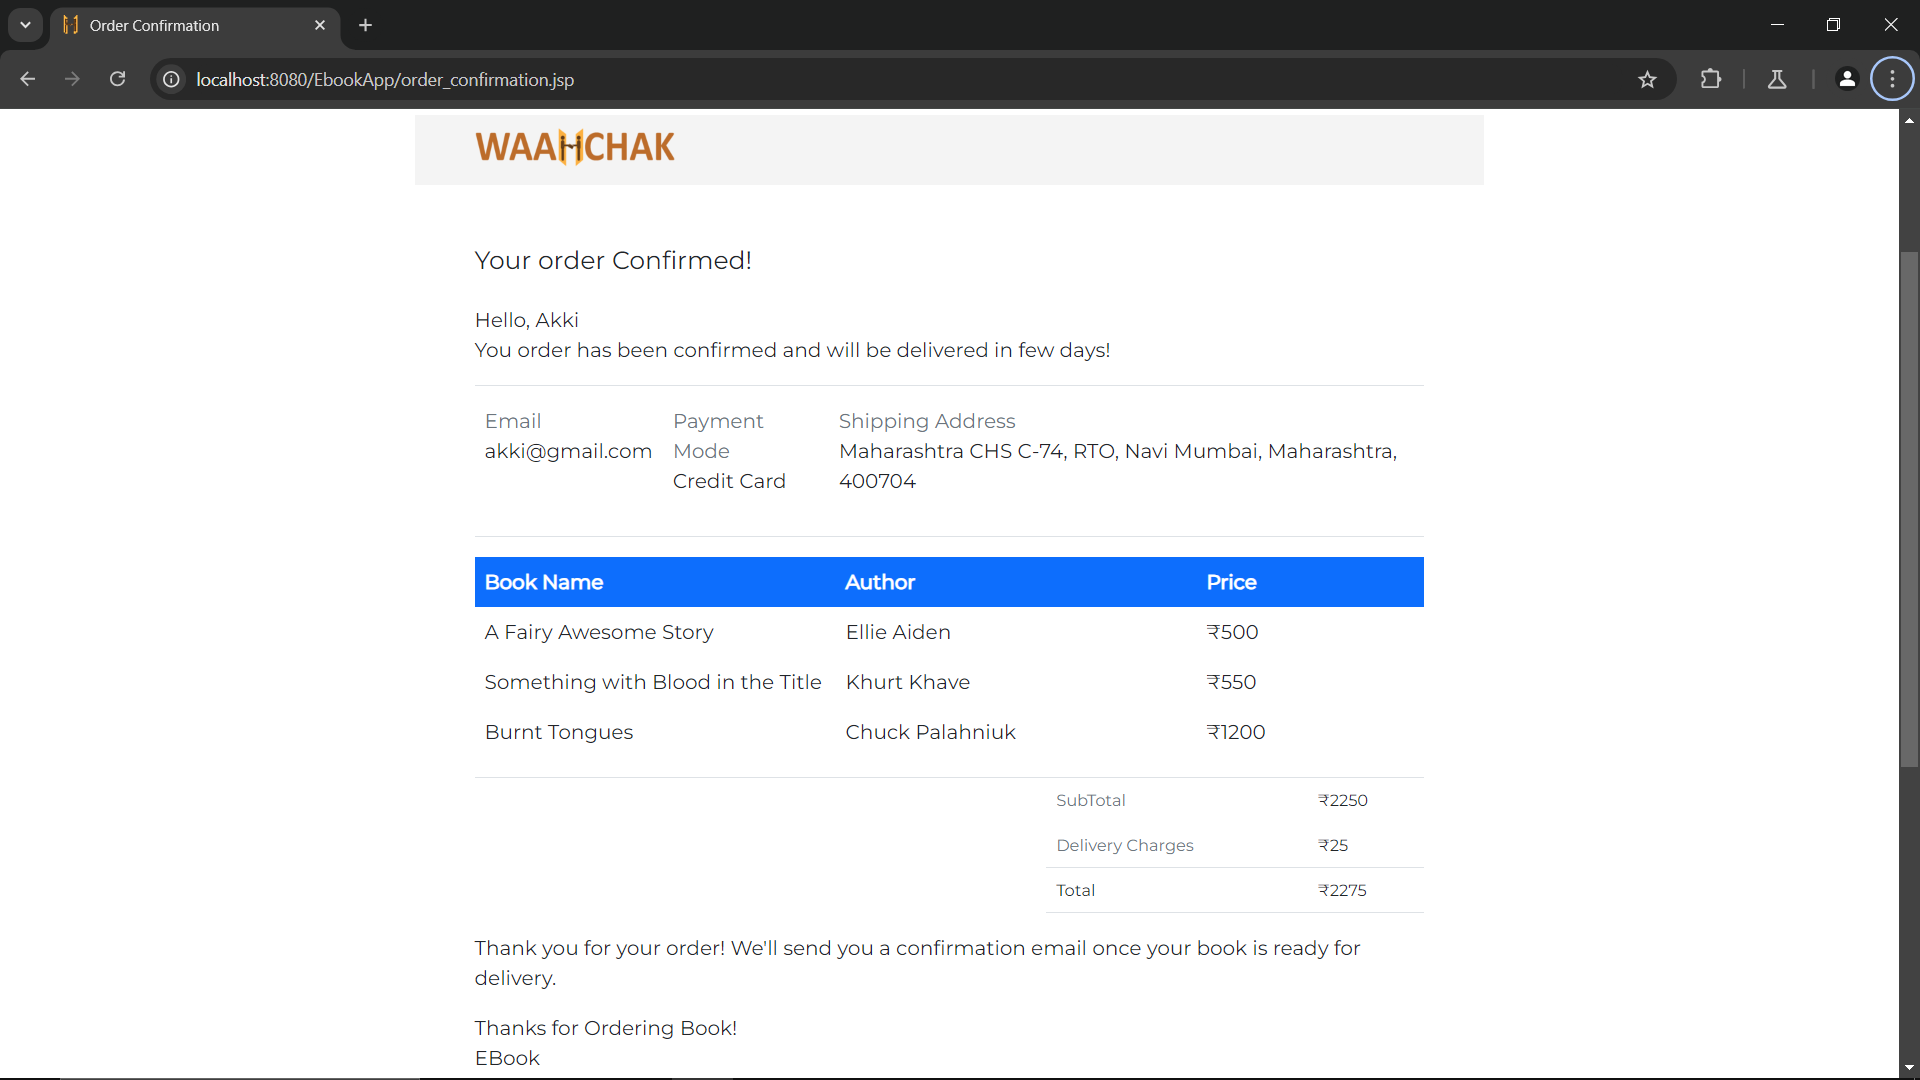 Order Confirmation
localhost:8080/EbookApp/order_confirmation.jsp
WAAHCHAK
Your order Confirmed!
Hello, Akki
You order has been confirmed and will be delivered in few days!
Email Payment Mode Shipping Address
akki@gmail.com Credit Card Maharashtra CHS C-74, RTO, Navi Mumbai, Maharashtra,
400704
Book Name Author Price
A Fairy Awesome Story Ellie Aiden ₹500
Something with Blood in the Title Khurt Khave ₹550
Burnt Tongues Chuck Palahniuk ₹1200
SubTotal ₹2250
Delivery Charges ₹25
Total ₹2275
Thank you for your order! We'll send you a confirmation email once your book is ready for
delivery.
Thanks for Ordering Book!
EBook